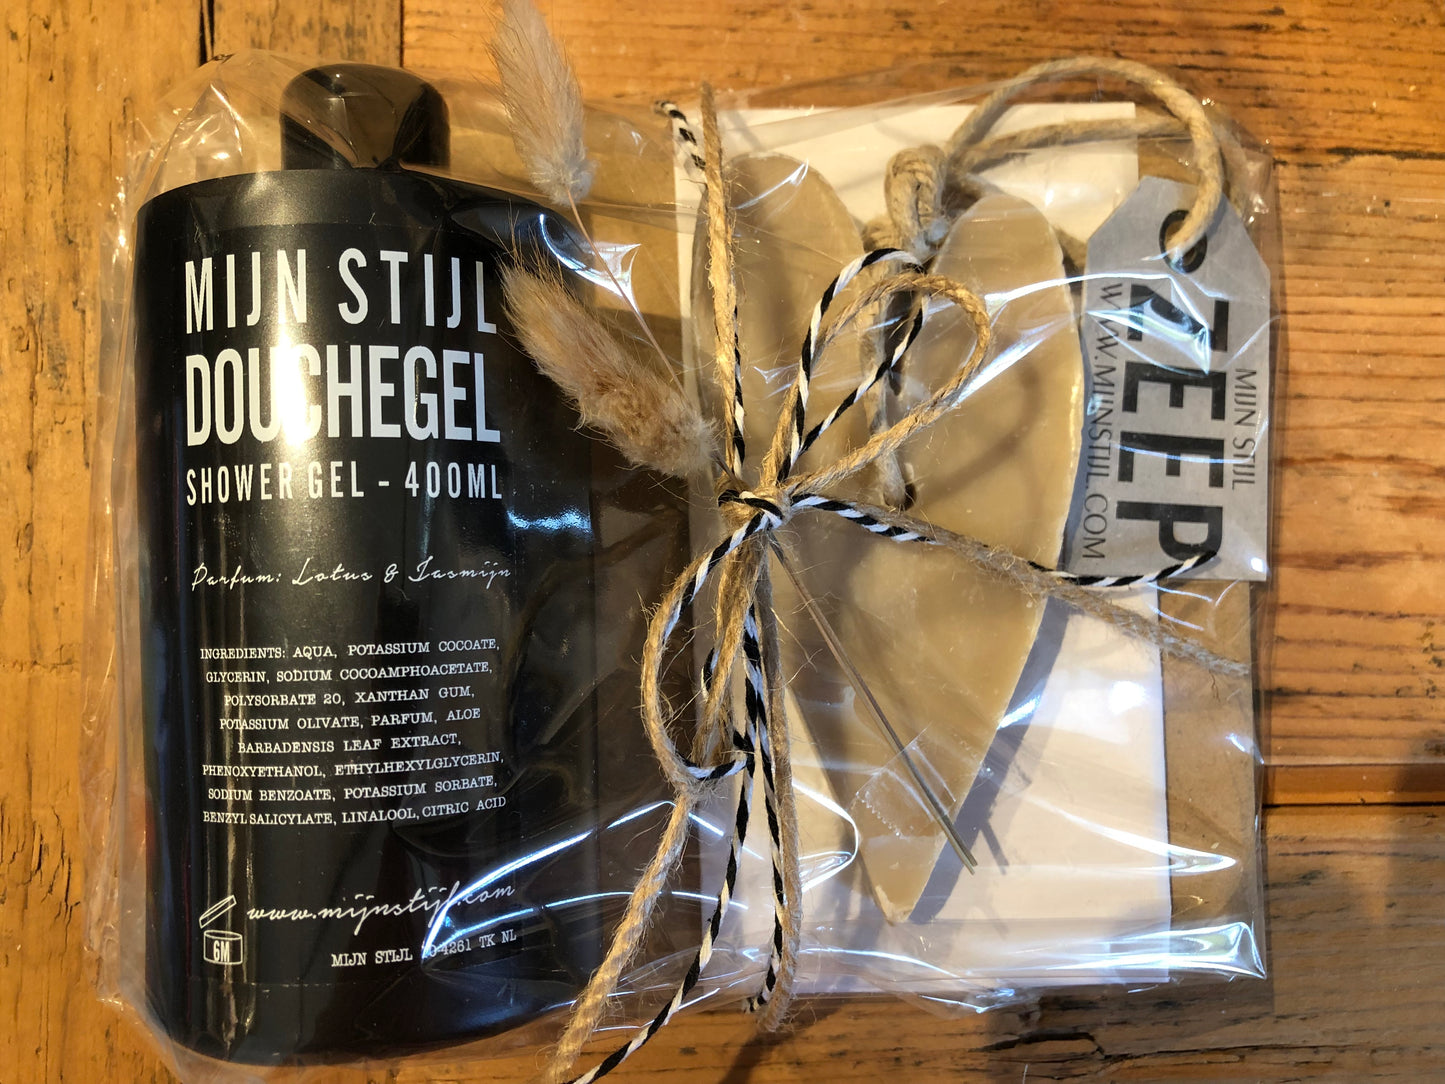 MIJN STIJL
DOUCHEGEL
SHOWER GEL - 400ML
Parfum: Lotus & Jasmijn
INGREDIENTS: AQUA, POTASSIUM COCOATE,
GLYCERIN, SODIUM COCOAMPHOACETATE,
POLYSORBATE 20, XANTHAN GUM,
POTASSIUM OLIVATE, PARFUM, ALOE
BARBADENSIS LEAF EXTRACT,
PHENOXYETHANOL, ETHYLHEXYLGLYCERIN,
SODIUM BENZOATE, POTASSIUM SORBATE,
BENZYL SALICYLATE, LINALOOL, CITRIC ACID
www.mijnstijl.com
6M
MIJN STIJL 4261 TK NL
MIJN STIJL
ZEEP
WWW.MIJNSTIJL.COM